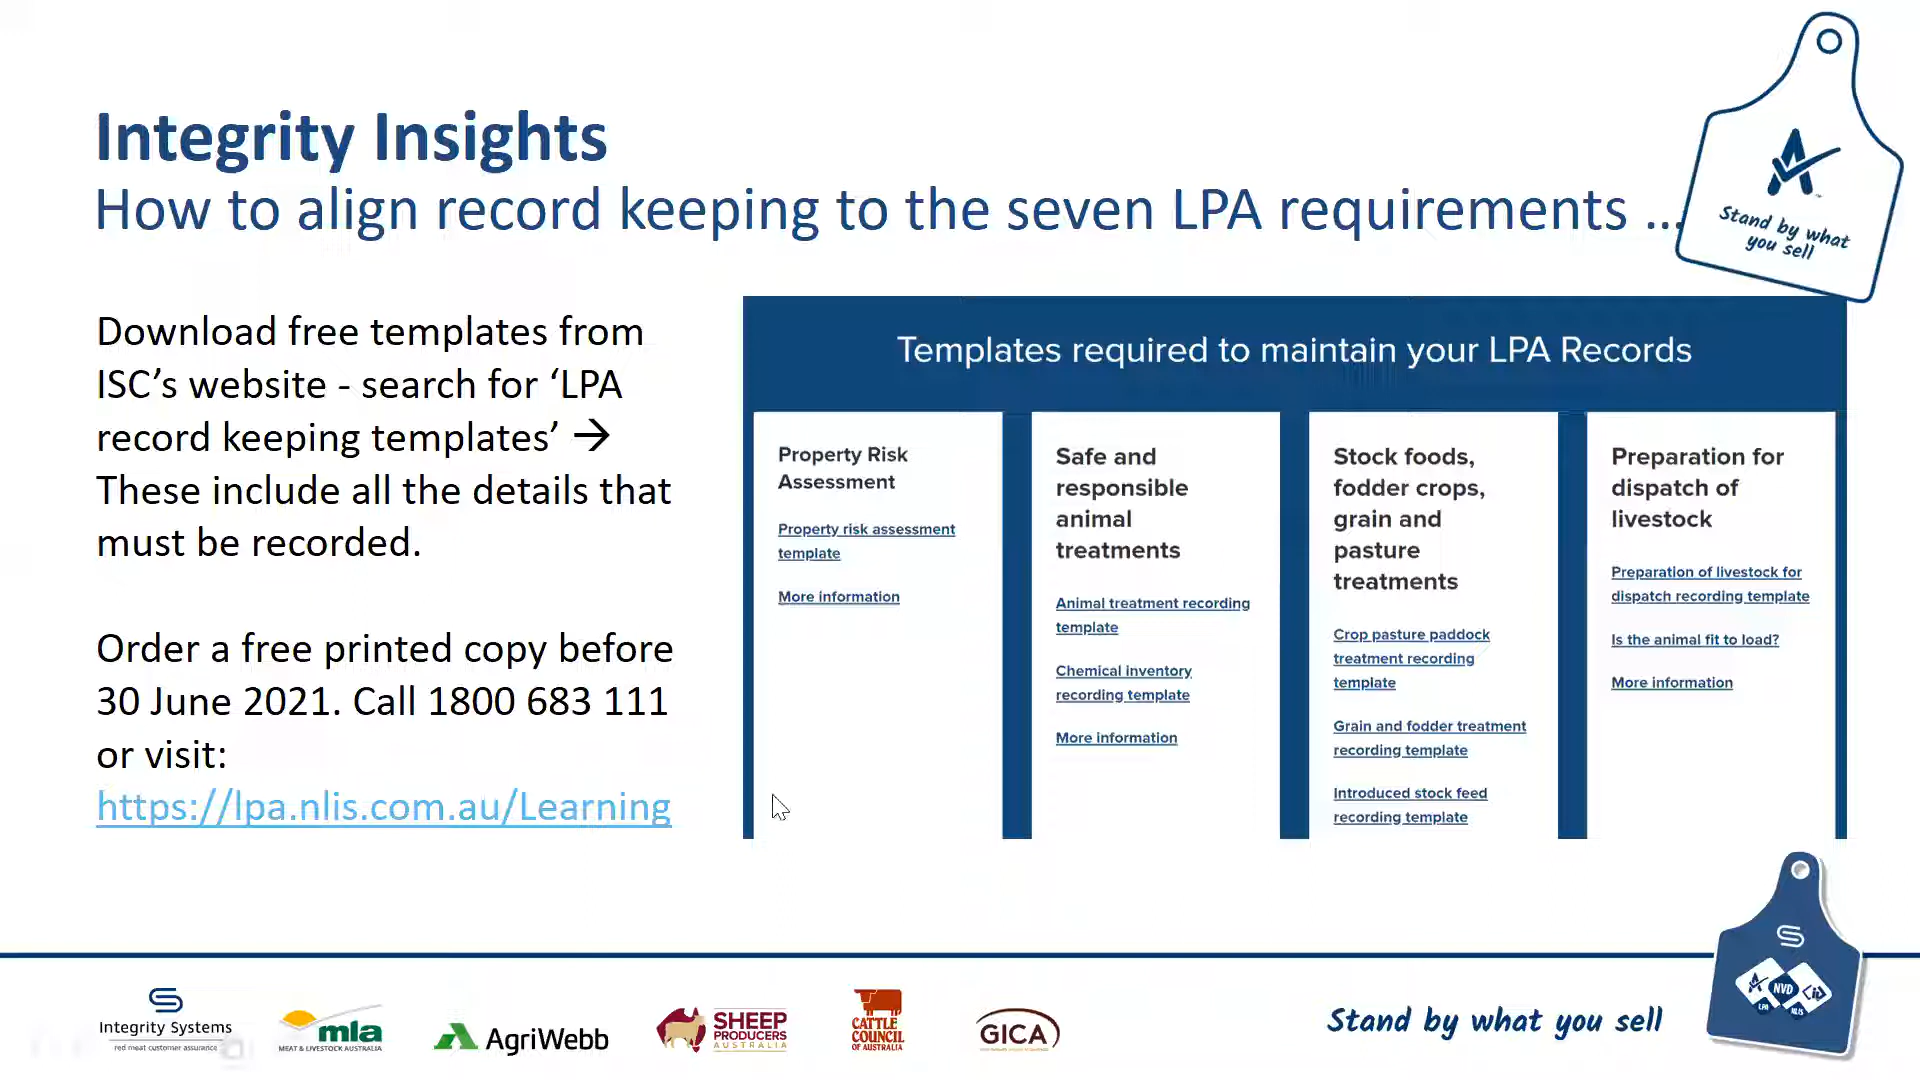 Integrity Insights
How to align record keeping to the seven LPA requirements ...
Stand by what
you sell
Download free templates from
ISC’s website - search for ‘LPA
record keeping templates’ →
These include all the details that
must be recorded.
Order a free printed copy before
30 June 2021. Call 1800 683 111
or visit:
https://lpa.nlis.com.au/Learning
Templates required to maintain your LPA Records
Property Risk
Assessment
Property risk assessment
template
More information
Safe and
responsible
animal
treatments
Animal treatment recording
template
Chemical inventory
recording template
More information
Stock foods,
fodder crops,
grain and
pasture
treatments
Crop pasture paddock
treatment recording
template
Grain and fodder treatment
recording template
Introduced stock feed
recording template
Preparation for
dispatch of
livestock
Preparation of livestock for
dispatch recording template
Is the animal fit to load?
More information
Integrity Systems
red meat customer assurance
mla
MEAT & LIVESTOCK AUSTRALIA
AgriWebb
SHEEP
PRODUCERS
AUSTRALIA
CATTLE
COUNCIL
OF AUSTRALIA
GICA
Stand by what you sell
LPA
NVD
NLIS